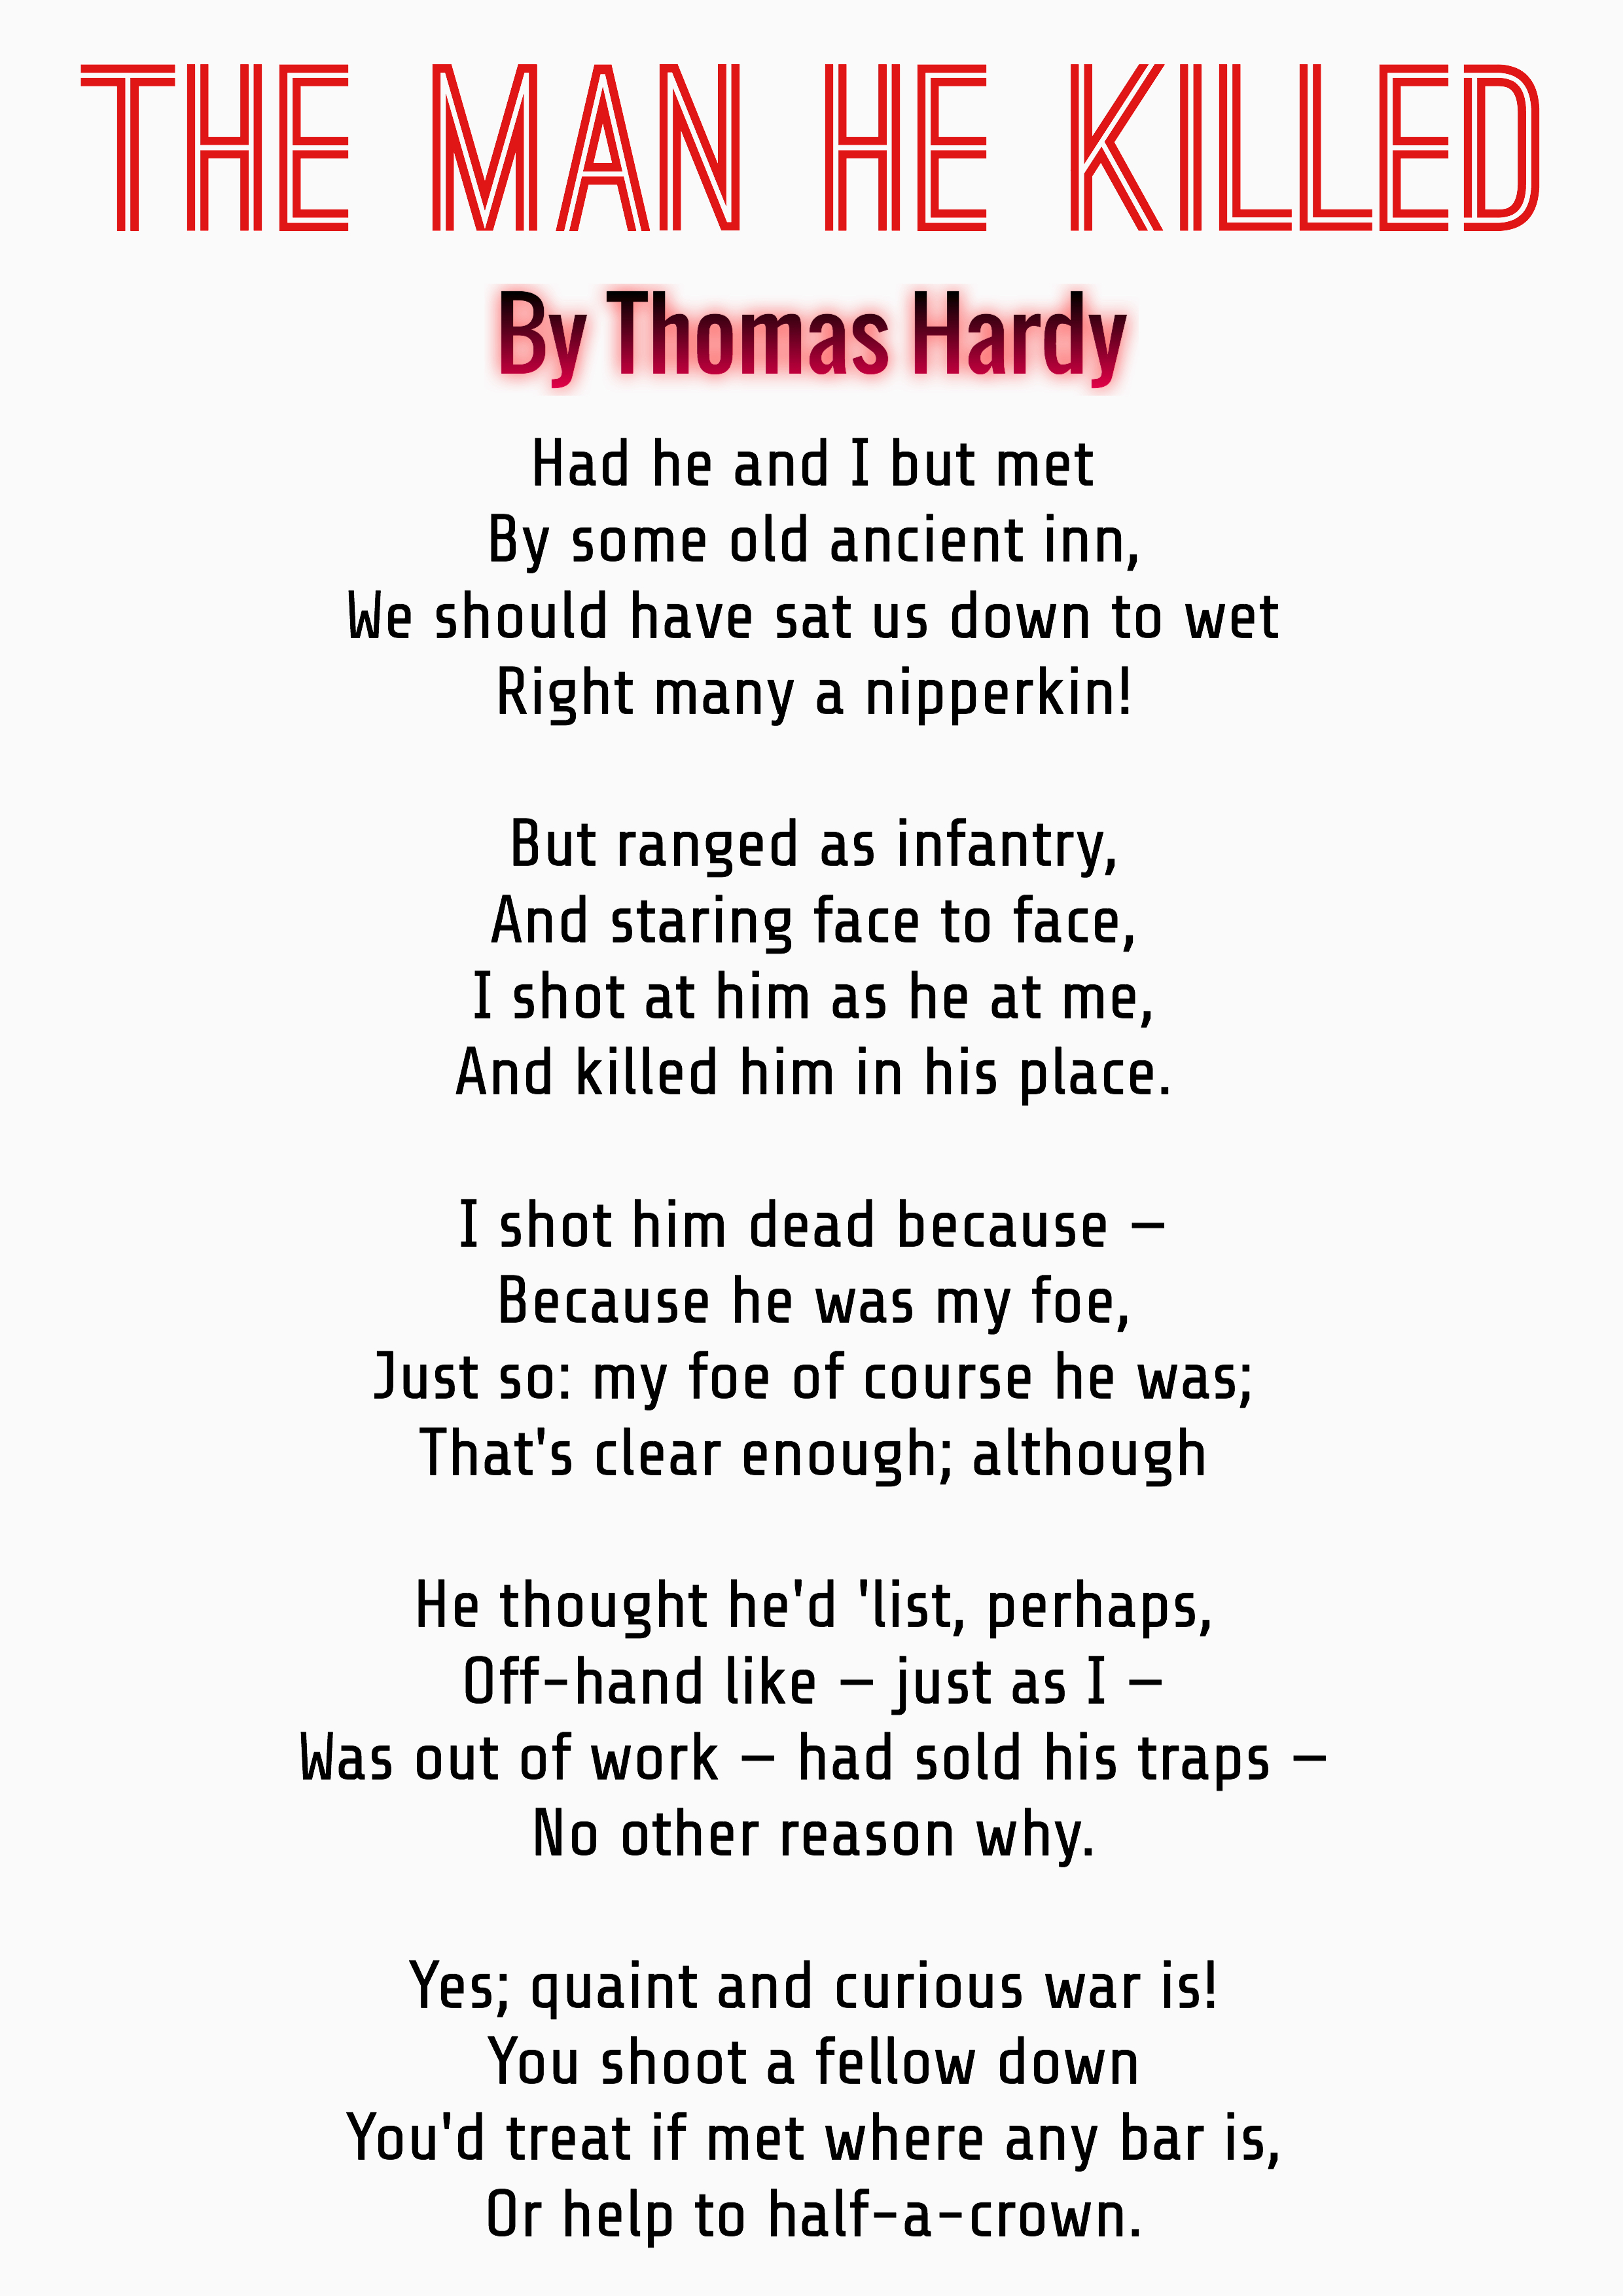 THE MAN HE KILLED
By Thomas Hardy
Had he and I but met
By some old ancient inn,
We should have sat us down to wet
Right many a nipperkin!
But ranged as infantry,
And staring face to face,
I shot at him as he at me,
And killed him in his place.
I shot him dead because —
Because he was my foe,
Just so: my foe of course he was;
That's clear enough; although
He thought he'd 'list, perhaps,
Off-hand like — just as I —
Was out of work — had sold his traps —
No other reason why.
Yes; quaint and curious war is!
You shoot a fellow down
You'd treat if met where any bar is,
Or help to half-a-crown.